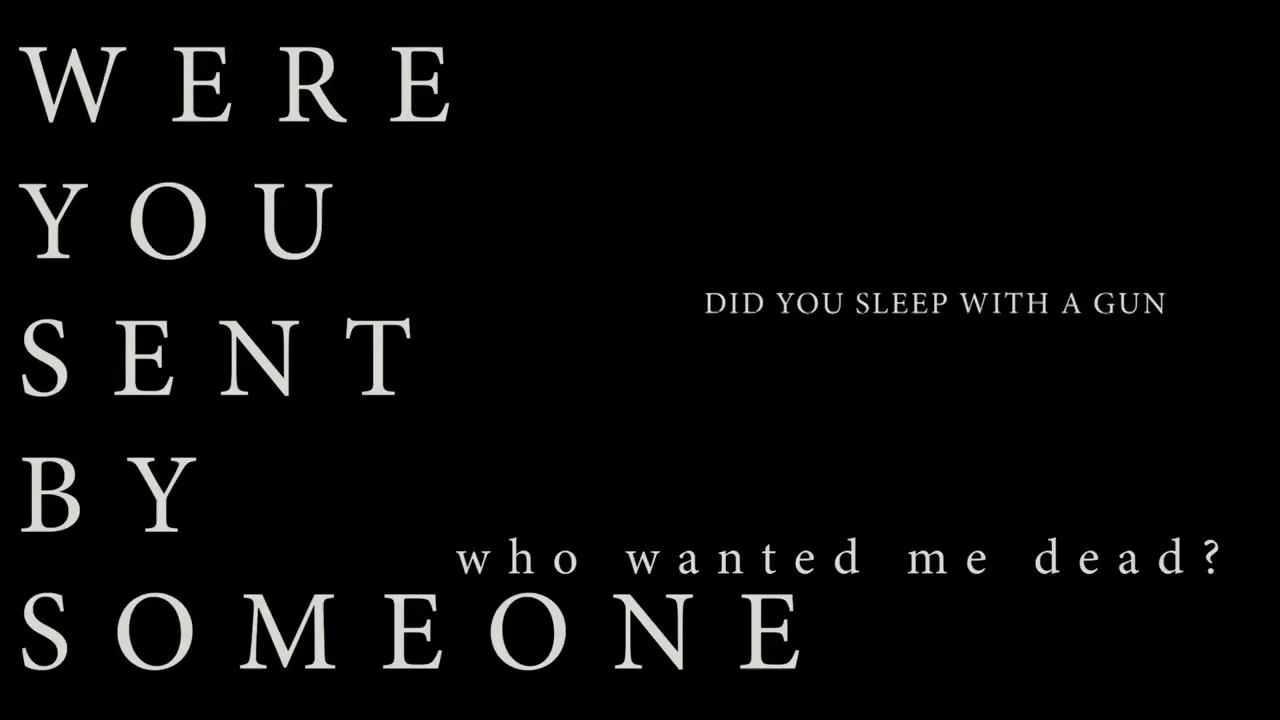 WERE
YOU
SENT
BY
SOMEONE
who wanted me dead?
DID YOU SLEEP WITH A GUN